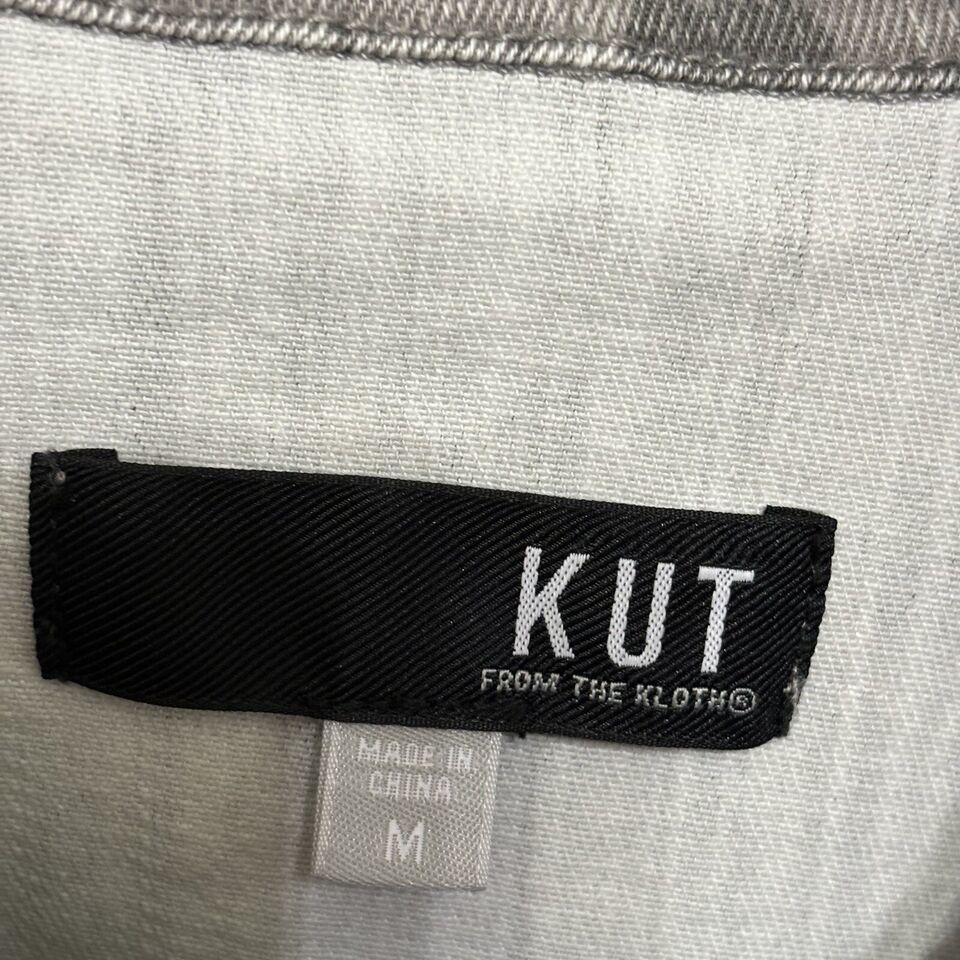 KUT
FROM THE KLOTH®
MADE IN
CHINA
M